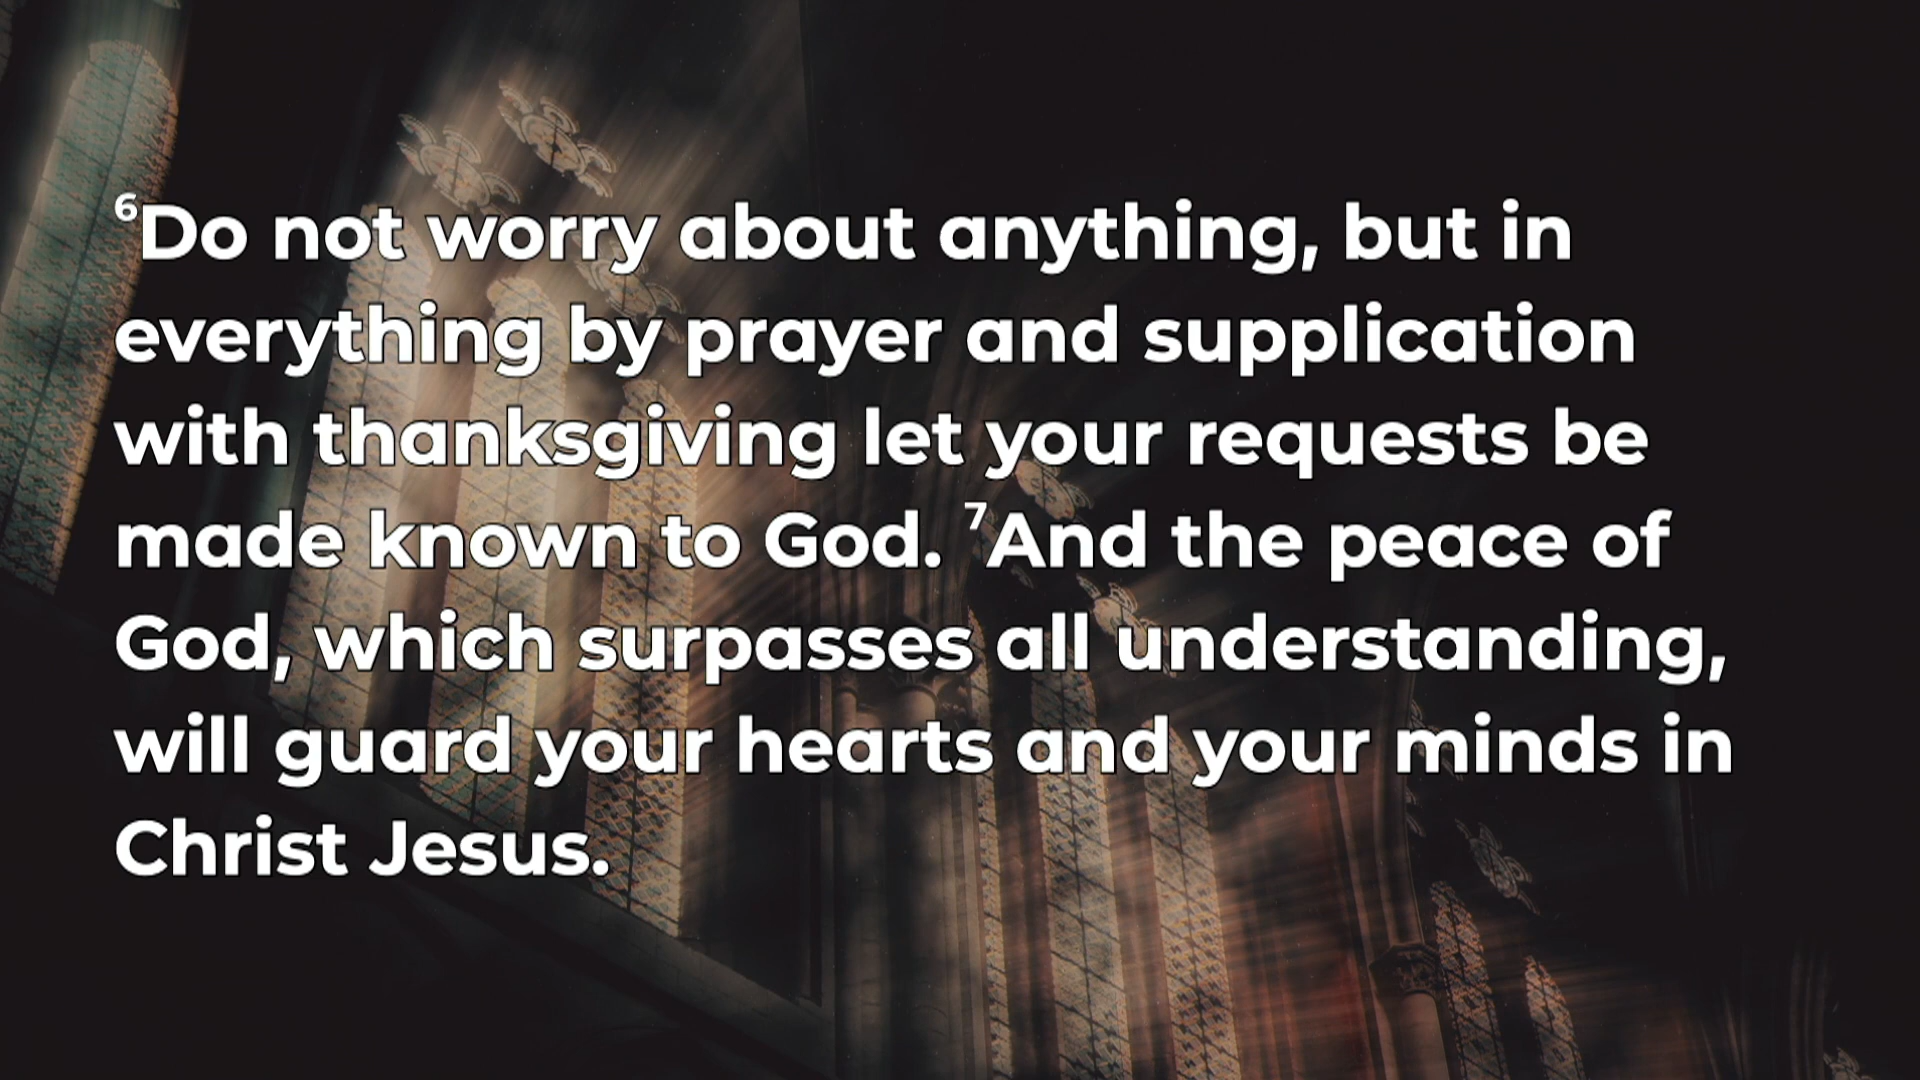 ⁶Do not worry about anything, but in
everything by prayer and supplication
with thanksgiving let your requests be
made known to God. ⁷And the peace of
God, which surpasses all understanding,
will guard your hearts and your minds in
Christ Jesus.